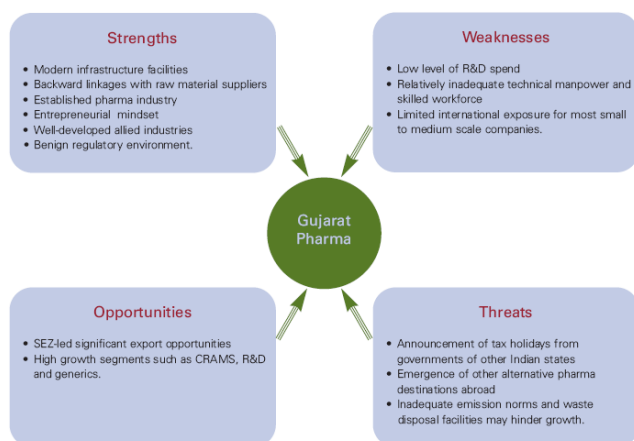 Strengths
• Modern infrastructure facilities
• Backward linkages with raw material suppliers
• Established pharma industry
• Entrepreneurial mindset
• Well-developed allied industries
• Benign regulatory environment.
Weaknesses
• Low level of R&D spend
• Relatively inadequate technical manpower and
skilled workforce
• Limited international exposure for most small
to medium scale companies.
Gujarat
Pharma
Opportunities
• SEZ-led significant export opportunities
• High growth segments such as CRAMS, R&D
and generics.
Threats
• Announcement of tax holidays from
governments of other Indian states
• Emergence of other alternative pharma
destinations abroad
• Inadequate emission norms and waste
disposal facilities may hinder growth.